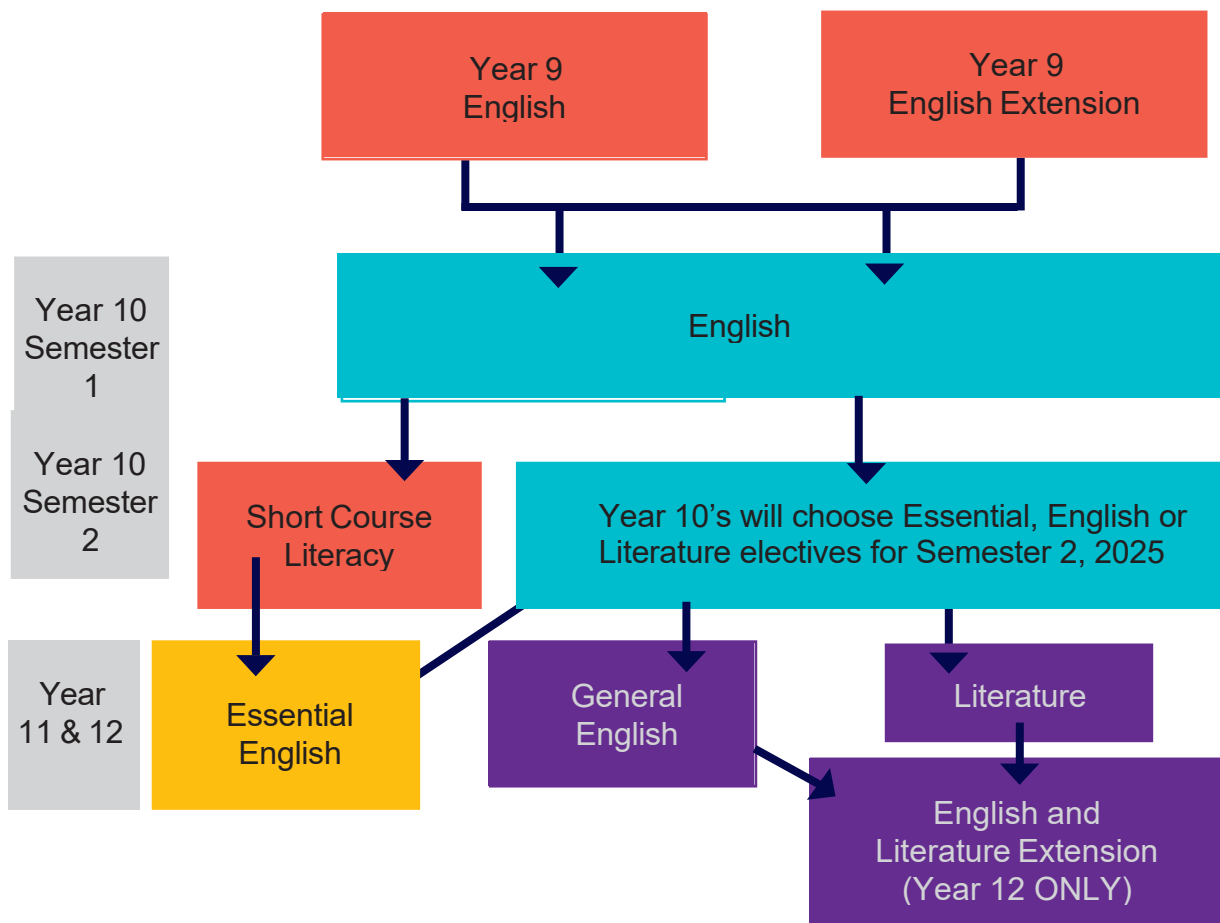 Year 9
English
Year 9
English Extension
Year 10
Semester
1
English
Year 10
Semester
2
Short Course
Literacy
Year 10’s will choose Essential, English or
Literature electives for Semester 2, 2025
Year
11 & 12
Essential
English
General
English
Literature
English and
Literature Extension
(Year 12 ONLY)